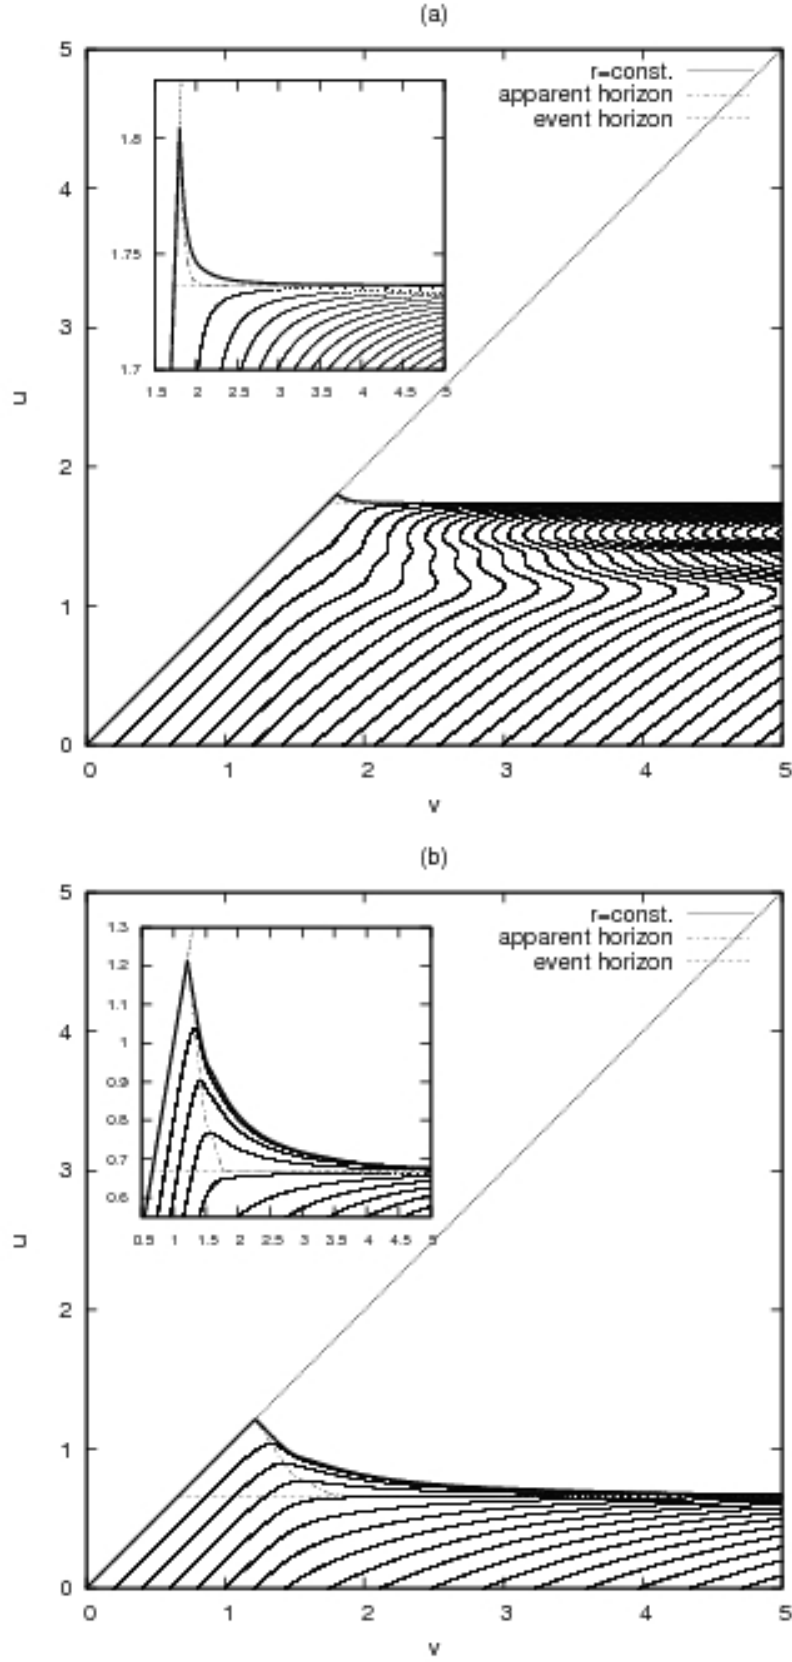 (a)
5
r=const.
apparent horizon
event horizon
1.8
1.75
1.7
1.5 2 2.5 3 3.5 4 4.5 5
4
3
u
2
1
0
0 1 2 3 4 5
v
(b)
5
r=const.
apparent horizon
event horizon
1.3
1.2
1.1
1
0.9
0.8
0.7
0.6
0.5 1 1.5 2 2.5 3 3.5 4 4.5 5
4
3
u
2
1
0
0 1 2 3 4 5
v